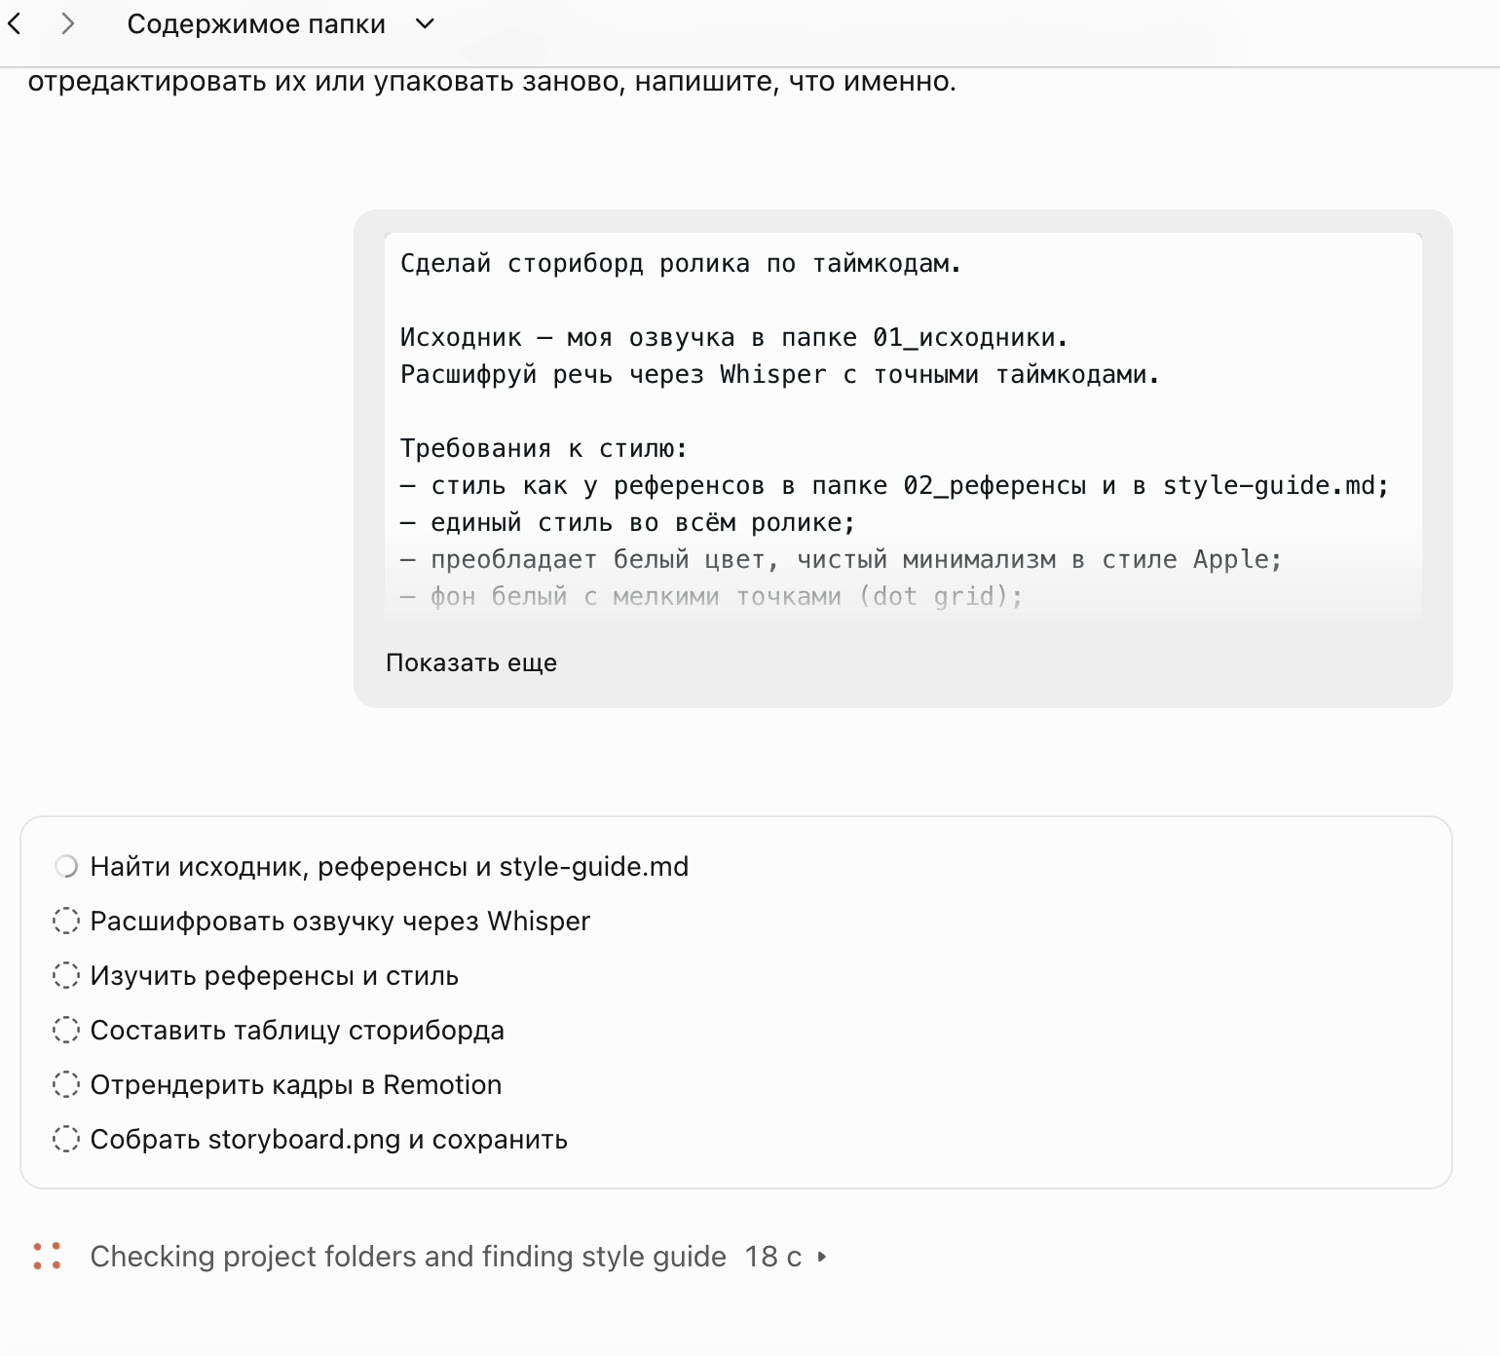 Содержимое папки
отредактировать их или упаковать заново, напишите, что именно.
Сделай сториборд ролика по таймкодам.
Исходник — моя озвучка в папке 01_исходники.
Расшифруй речь через Whisper с точными таймкодами.
Требования к стилю:
— стиль как у референсов в папке 02_референсы и в style-guide.md;
— единый стиль во всём ролике;
— преобладает белый цвет, чистый минимализм в стиле Apple;
— фон белый с мелкими точками (dot grid);
Показать еще
Найти исходник, референсы и style-guide.md
Расшифровать озвучку через Whisper
Изучить референсы и стиль
Составить таблицу сториборда
Отрендерить кадры в Remotion
Собрать storyboard.png и сохранить
Checking project folders and finding style guide 18 с